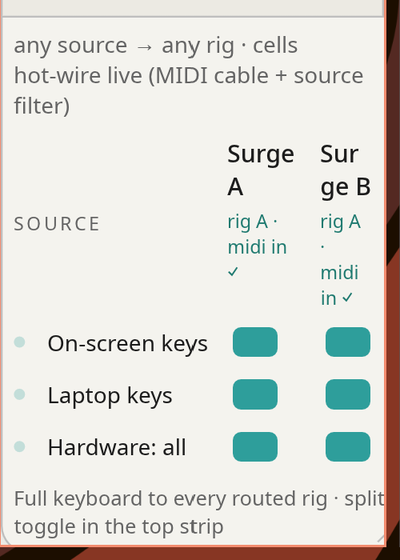 any source → any rig · cells
hot-wire live (MIDI cable + source
filter)
Surge
A
Sur
ge B
SOURCE
rig A ·
midi in
✓
rig A
·
midi
in ✓
On-screen keys
Laptop keys
Hardware: all
Full keyboard to every routed rig · split
toggle in the top strip